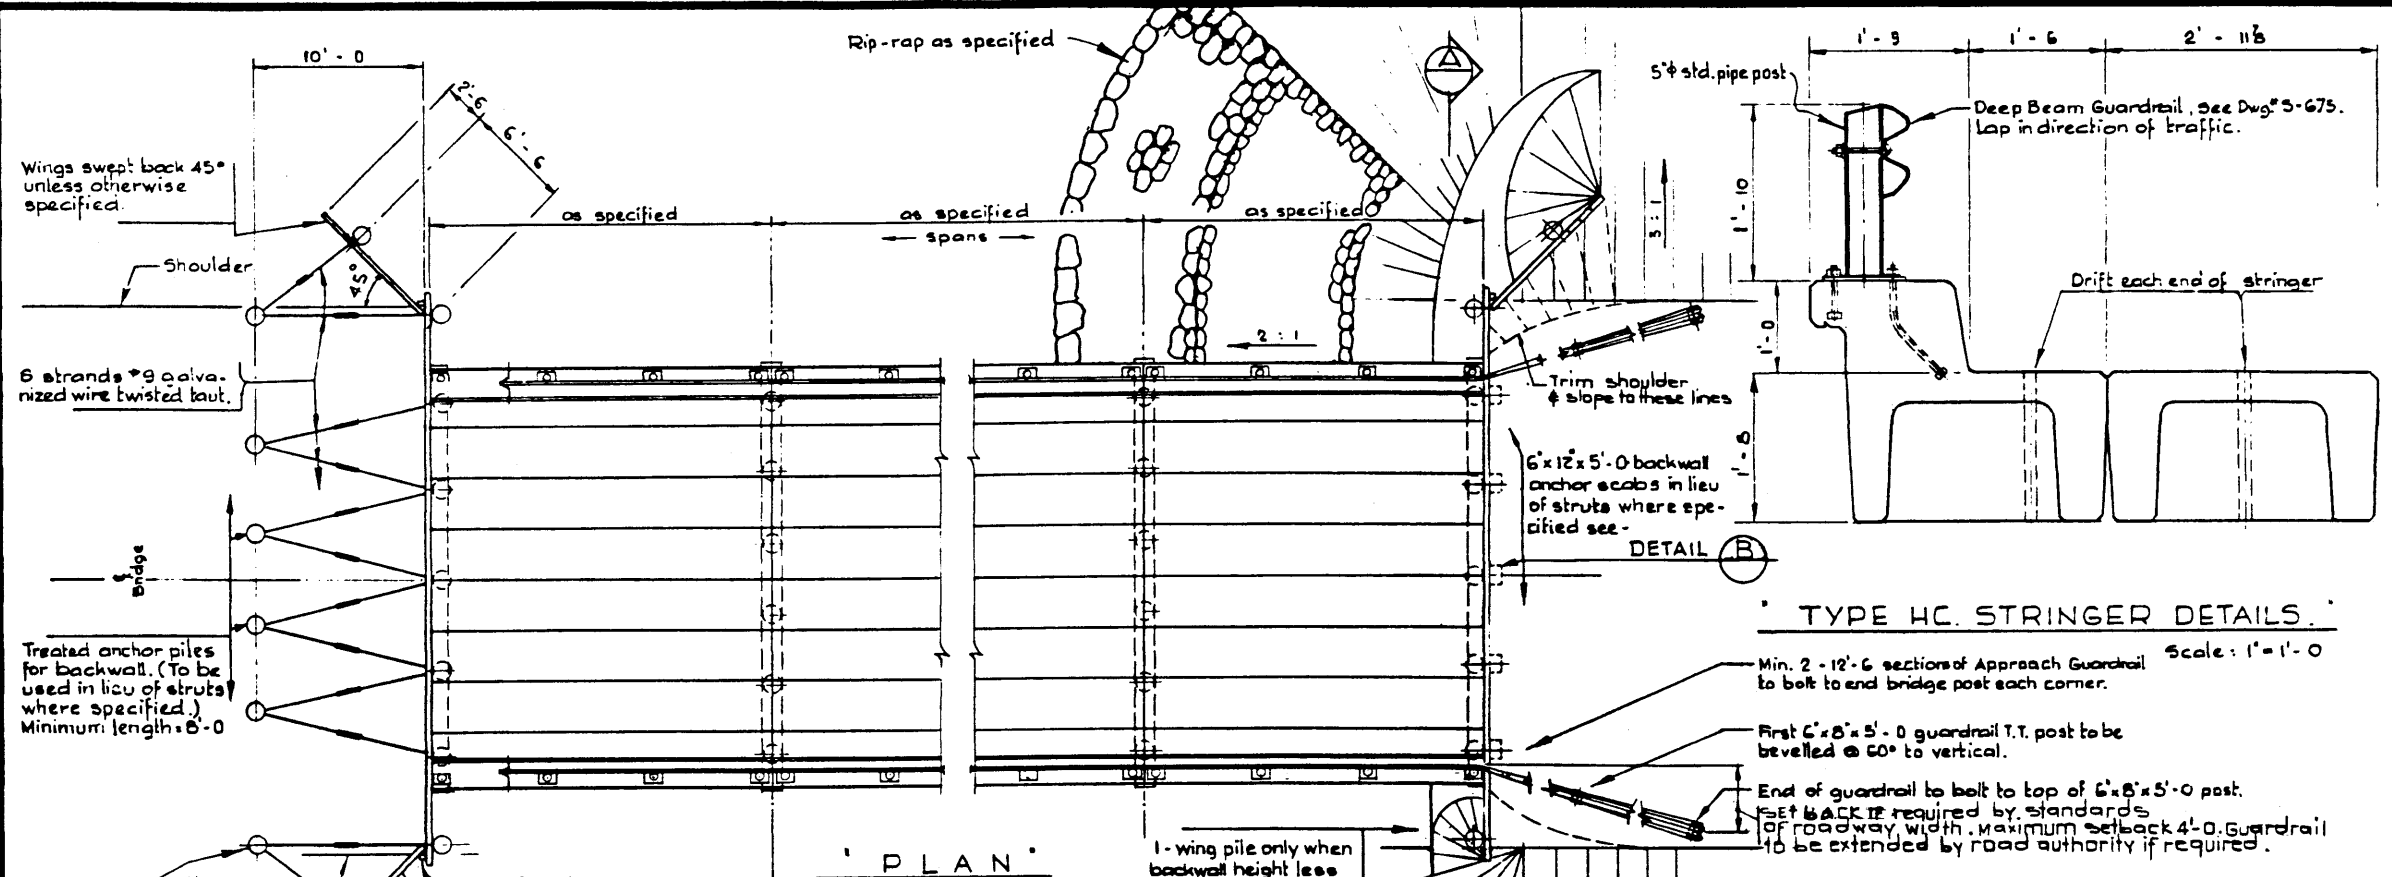 10' - 0
2'-6
6' - 6
Wings swept back 45°
unless otherwise
specified.
Shoulder
45°
6 strands #9 galva-
nized wire twisted taut.
℄
Bridge
Treated anchor piles
for backwall. (To be
used in lieu of struts
where specified.)
Minimum length = 8'-0
as specified
as specified
as specified
spans
Rip-rap as specified
2 : 1
A
3 : 1
Trim shoulder
& slope to these lines
6"x12"x5'-0 backwall
anchor scabs in lieu
of struts where spe-
cified see -
DETAIL B
"PLAN"
1 - wing pile only when
backwall height less
1' - 9
1' - 6
2' - 11⅞
5"φ std. pipe post
Deep Beam Guardrail, see Dwg.# S-675.
Lap in direction of traffic.
1' - 10
1' - 0
1' - 8
Drift each end of stringer
"TYPE HC. STRINGER DETAILS."
Scale : 1" = 1'- 0
Min. 2 - 12'-6 sections of Approach Guardrail
to bolt to end bridge post each corner.
First 6"x8"x5'-0 guardrail T.T. post to be
bevelled @ 60° to vertical.
End of guardrail to bolt to top of 6"x8"x5'-0 post.
SET BACK IF required by standards
of roadway width. Maximum setback 4'-0. Guardrail
to be extended by road authority if required.